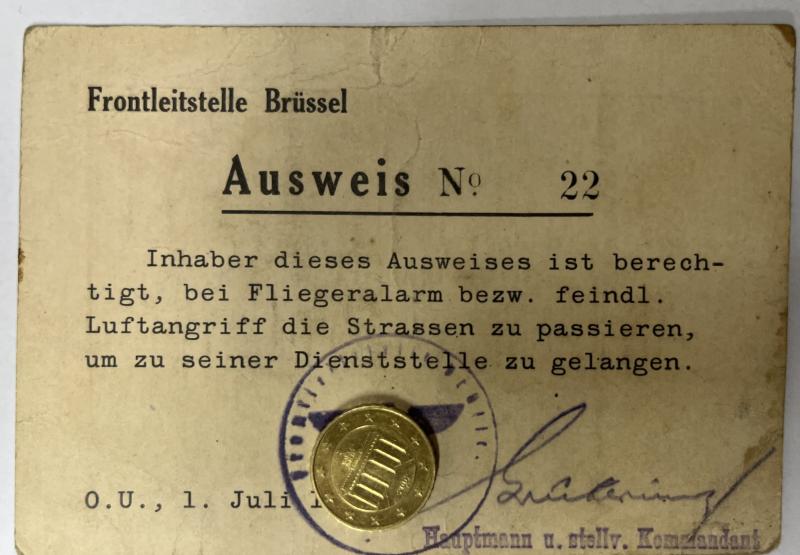 Frontleitstelle Brüssel
Ausweis No. 22
Inhaber dieses Ausweises ist berech-
tigt, bei Fliegeralarm bezw. feindl.
Luftangriff die Strassen zu passieren,
um zu seiner Dienststelle zu gelangen.
O.U., 1. Juli
Hauptmann u. stellv. Kommandant